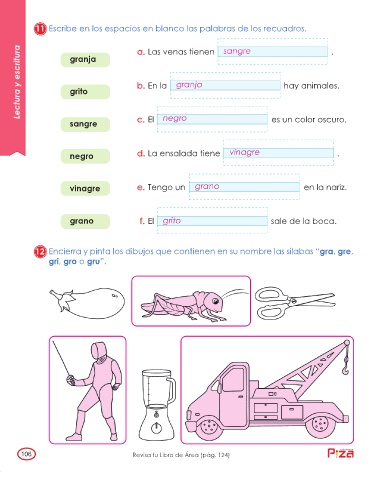 11 Escribe en los espacios en blanco las palabras de los recuadros.
Lectura y escritura
granja
grito
sangre
negro
vinagre
grano
a. Las venas tienen sangre .
b. En la granja hay animales.
c. El negro es un color oscuro.
d. La ensalada tiene vinagre .
e. Tengo un grano en la nariz.
f. El grito sale de la boca.
12 Encierra y pinta los dibujos que contienen en su nombre las sílabas "gra, gre,
gri, gro o gru".
106
Revisa tu Libro de Área (pág. 124)
Piza